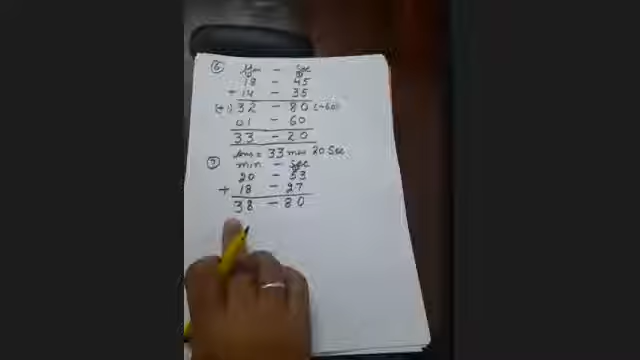 6 Min - Sec
18 - 45
+ 14 - 35
(+1) 32 - 80 (-60)
01 - 60
33 - 20
Ans = 33 min 20 Sec
7 min - Sec
20 - 53
+ 18 - 27
38 - 80